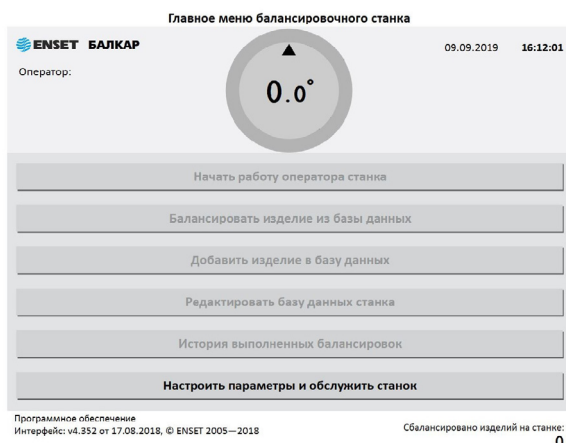 Главное меню балансировочного станка
ENSET БАЛКАР
09.09.2019 16:12:01
Оператор:
0.0°
Начать работу оператора станка
Балансировать изделие из базы данных
Добавить изделие в базу данных
Редактировать базу данных станка
История выполненных балансировок
Настроить параметры и обслужить станок
Программное обеспечение
Интерфейс: v4.352 от 17.08.2018, © ENSET 2005—2018
Сбалансировано изделий на станке:
0